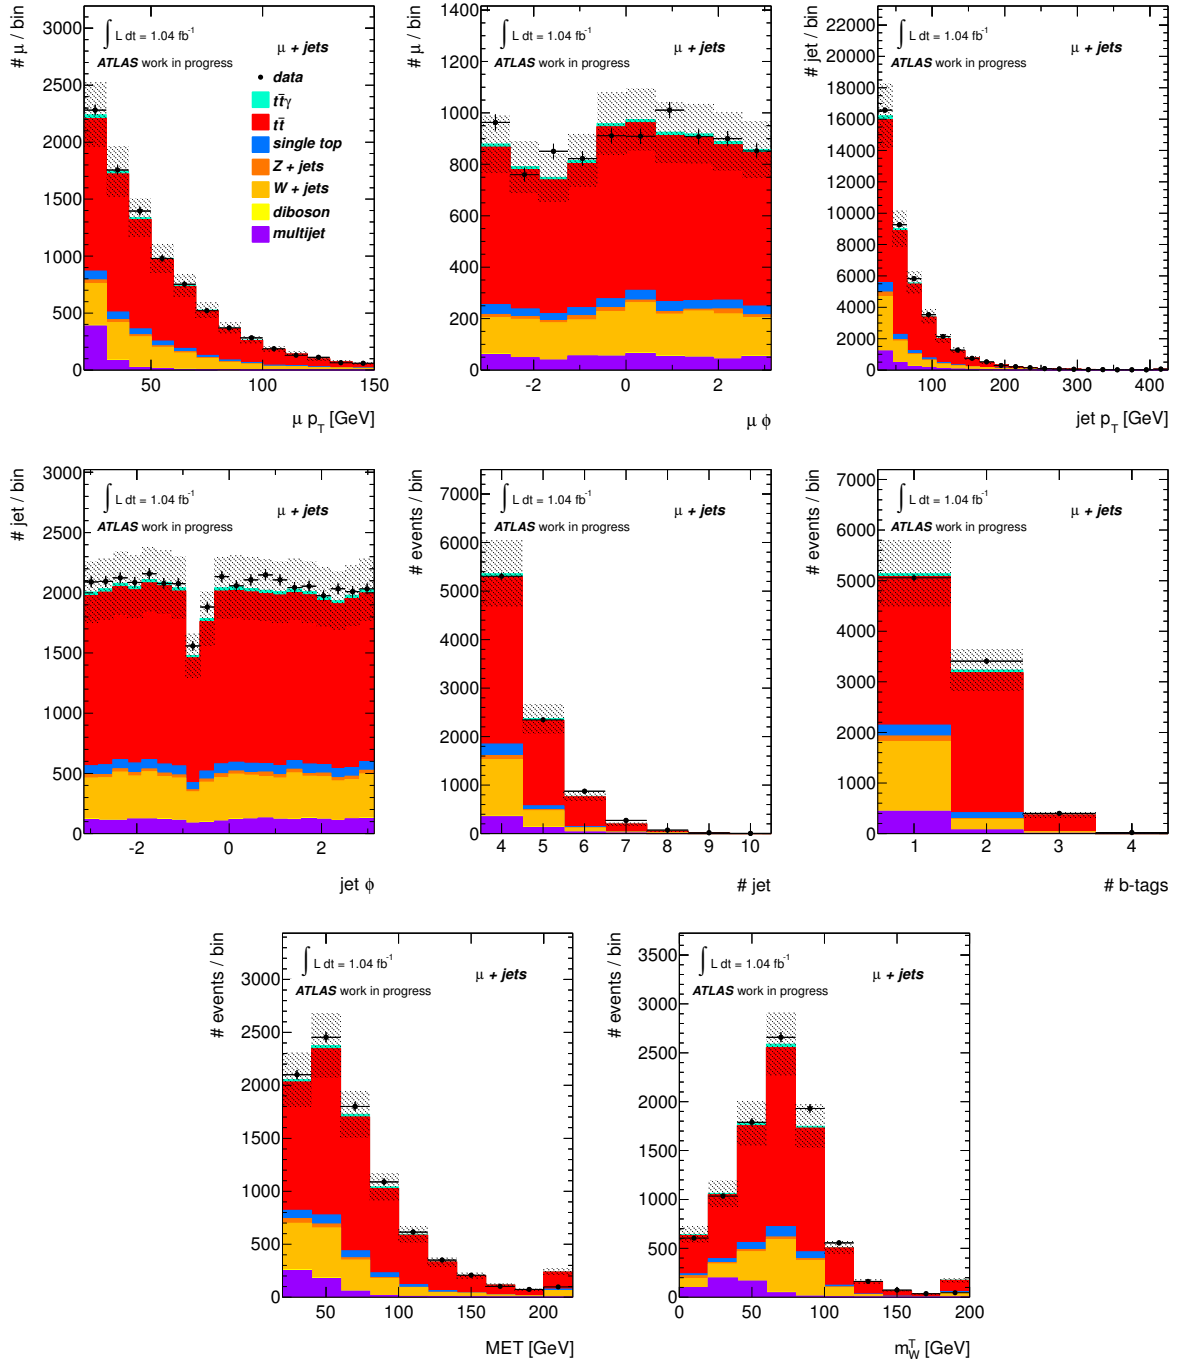 # μ / bin
3000
2500
2000
1500
1000
500
0
50 100 150
μ p_T [GeV]
∫ L dt = 1.04 fb⁻¹
μ + jets
ATLAS work in progress
data
tt̄γ
tt̄
single top
Z + jets
W + jets
diboson
multijet
# μ / bin
1400
1200
1000
800
600
400
200
0
-2 0 2
μ ϕ
∫ L dt = 1.04 fb⁻¹
μ + jets
ATLAS work in progress
# jet / bin
22000
20000
18000
16000
14000
12000
10000
8000
6000
4000
2000
0
100 200 300 400
jet p_T [GeV]
∫ L dt = 1.04 fb⁻¹
μ + jets
ATLAS work in progress
# jet / bin
3000
2500
2000
1500
1000
500
0
-2 0 2
jet ϕ
∫ L dt = 1.04 fb⁻¹
μ + jets
ATLAS work in progress
# events / bin
7000
6000
5000
4000
3000
2000
1000
0
4 5 6 7 8 9 10
# jet
∫ L dt = 1.04 fb⁻¹
μ + jets
ATLAS work in progress
# events / bin
7000
6000
5000
4000
3000
2000
1000
0
1 2 3 4
# b-tags
∫ L dt = 1.04 fb⁻¹
μ + jets
ATLAS work in progress
# events / bin
3000
2500
2000
1500
1000
500
0
50 100 150 200
MET [GeV]
∫ L dt = 1.04 fb⁻¹
μ + jets
ATLAS work in progress
# events / bin
3500
3000
2500
2000
1500
1000
500
0
0 50 100 150 200
m_W^T [GeV]
∫ L dt = 1.04 fb⁻¹
μ + jets
ATLAS work in progress